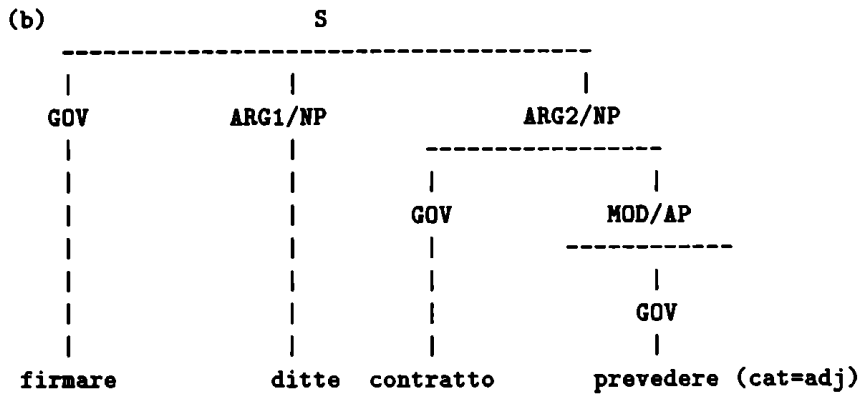 (b) S
GOV ARG1/NP ARG2/NP
GOV MOD/AP
GOV
firmare ditte contratto prevedere (cat=adj)